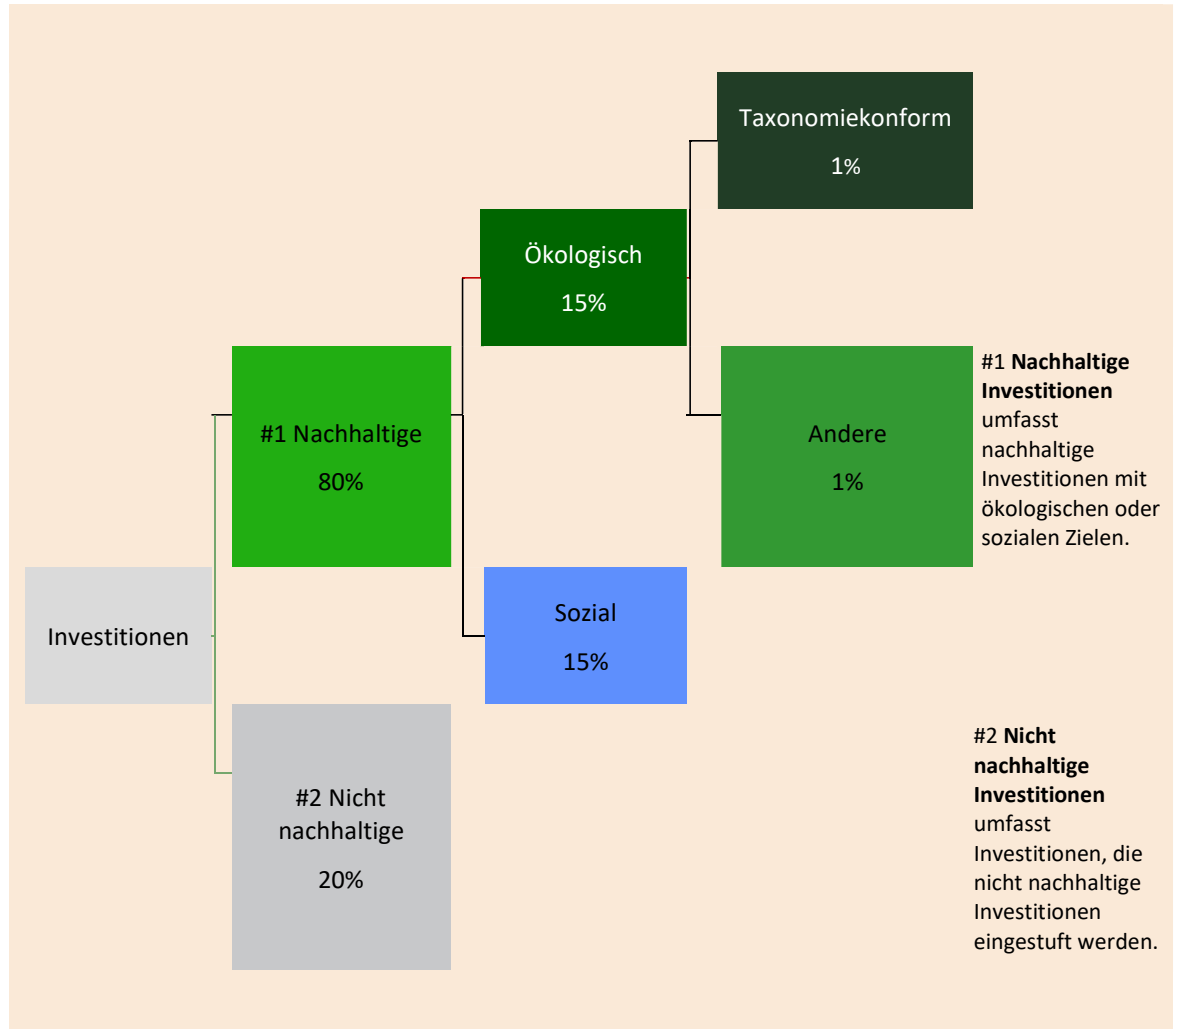 Taxonomiekonform
1%
Ökologisch
15%
#1 Nachhaltige
80%
Andere
1%
#1 Nachhaltige
Investitionen
umfasst
nachhaltige
Investitionen mit
ökologischen oder
sozialen Zielen.
Investitionen
Sozial
15%
#2 Nicht
nachhaltige
20%
#2 Nicht
nachhaltige
Investitionen
umfasst
Investitionen, die
nicht nachhaltige
Investitionen
eingestuft werden.